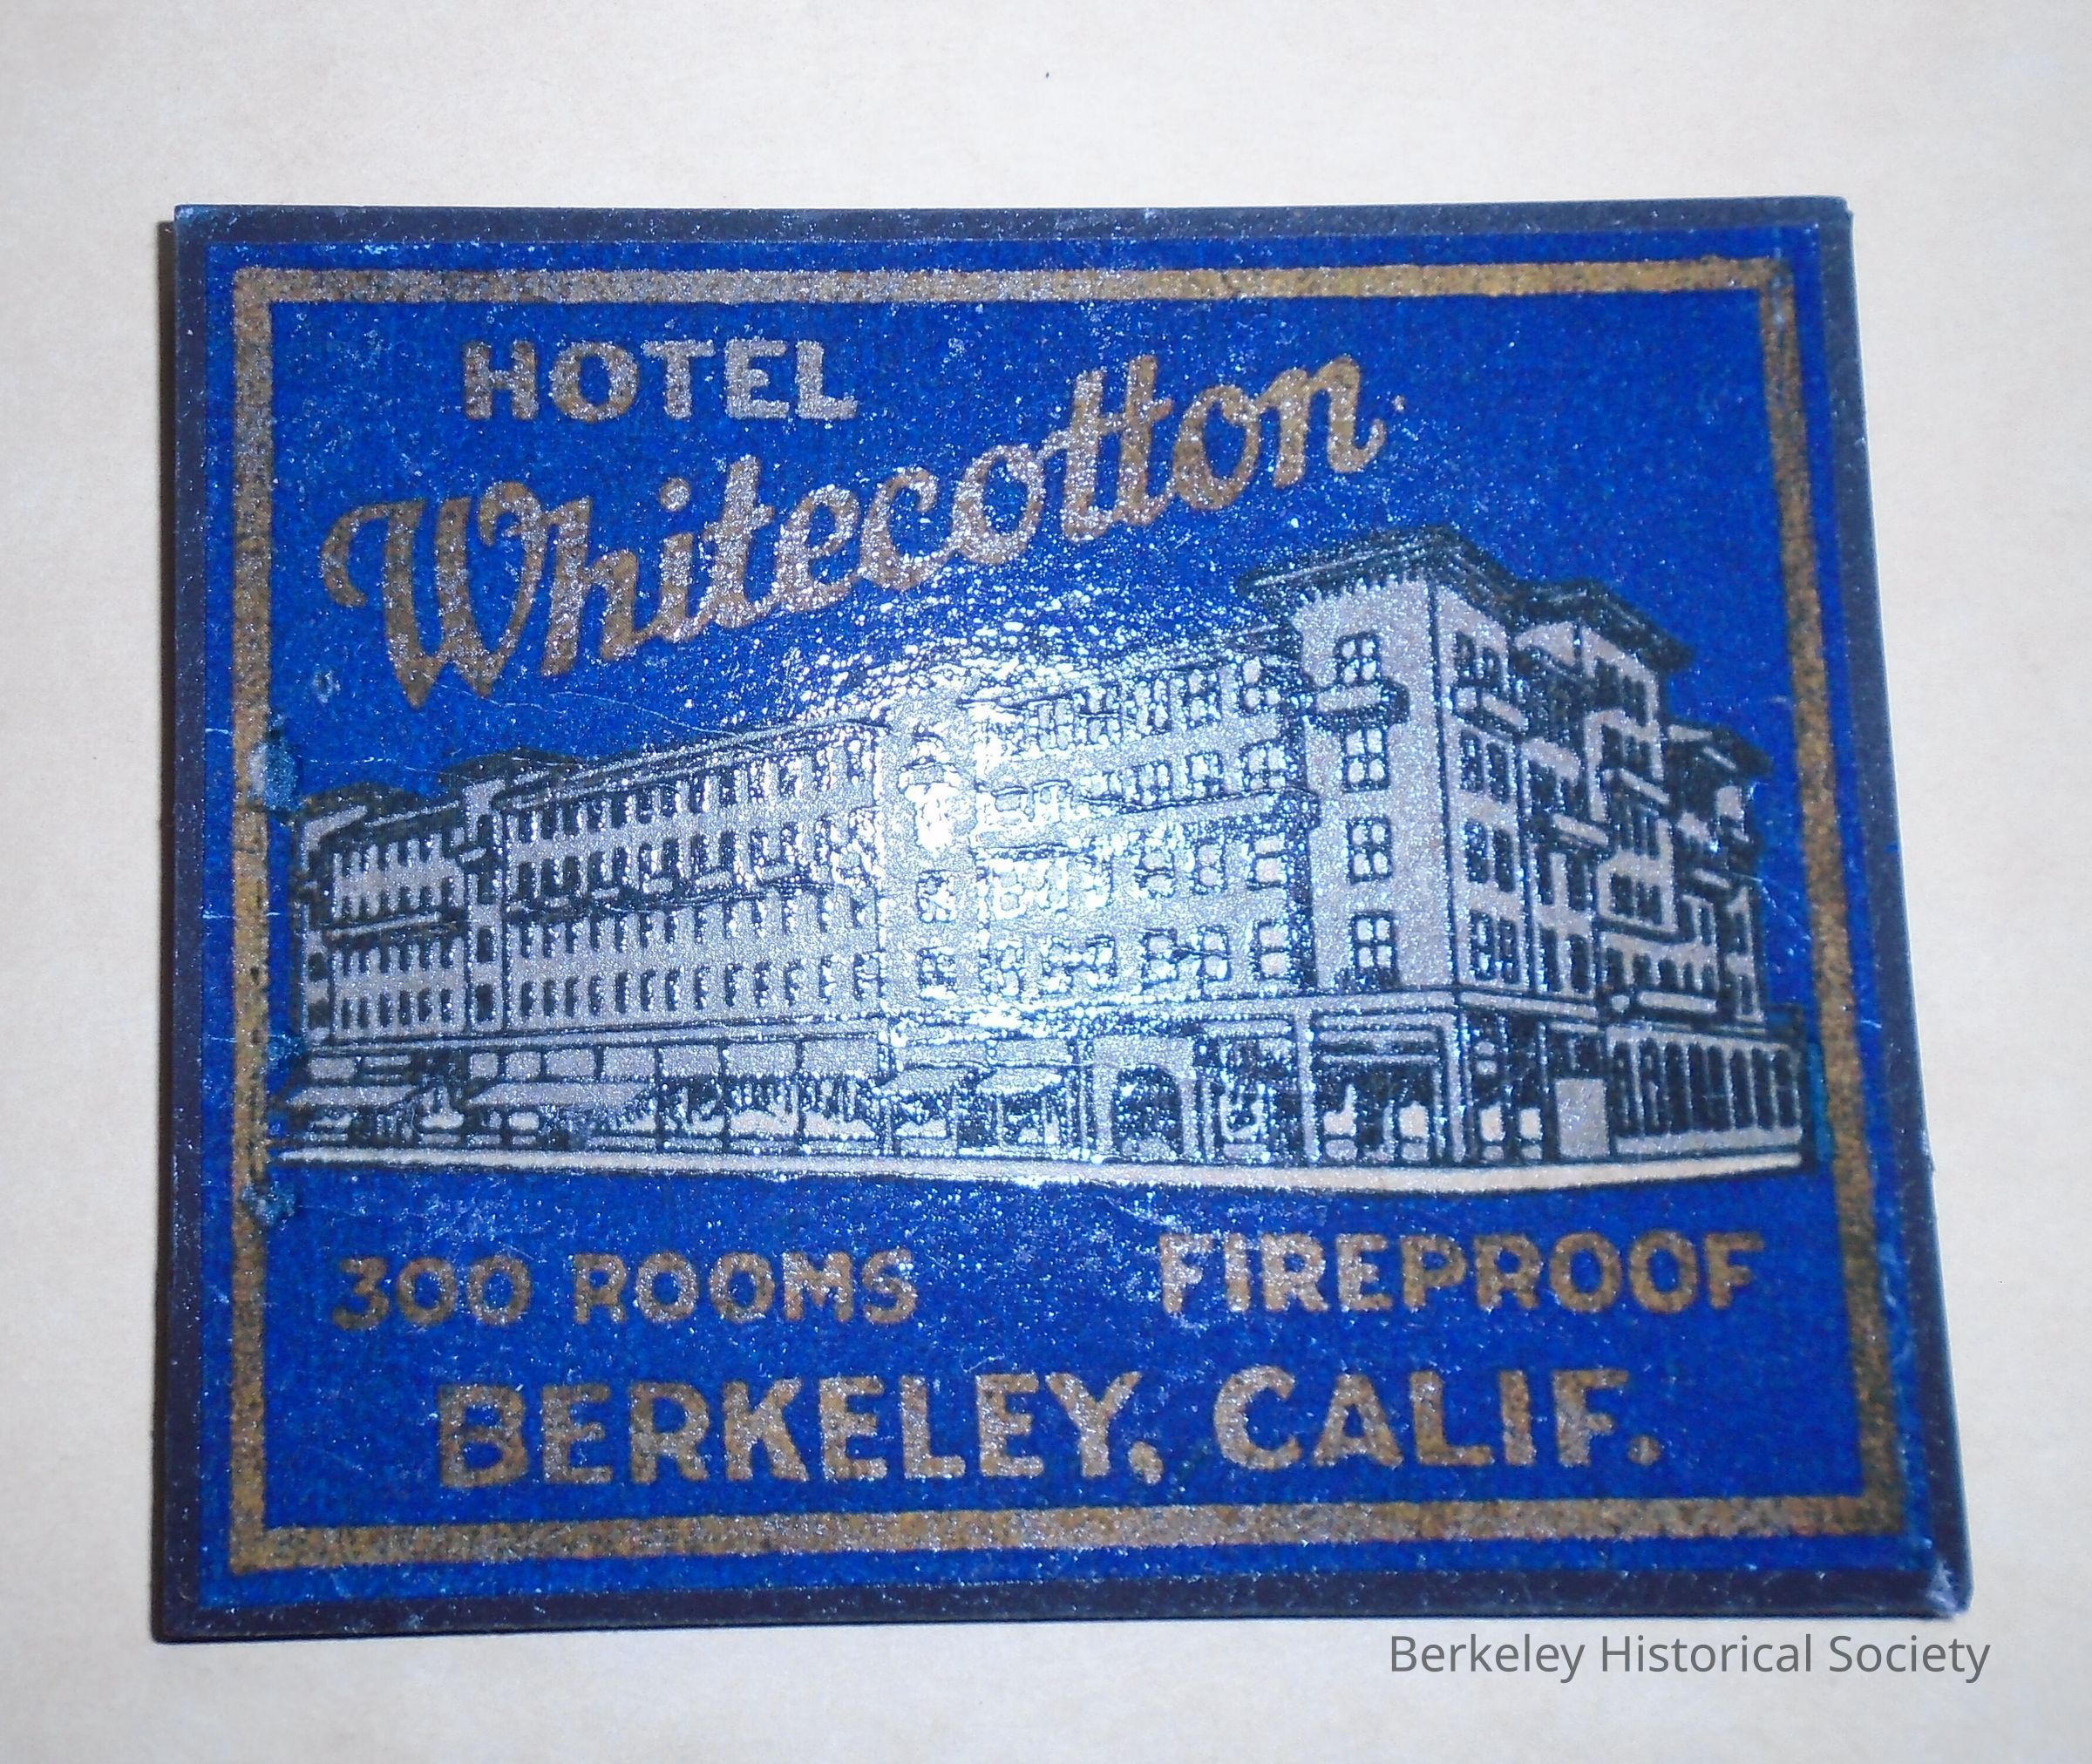 HOTEL
Whitecotton
300 ROOMS FIREPROOF
BERKELEY, CALIF.
Berkeley Historical Society